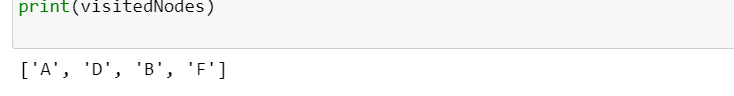 print(visitedNodes)
['A', 'D', 'B', 'F']